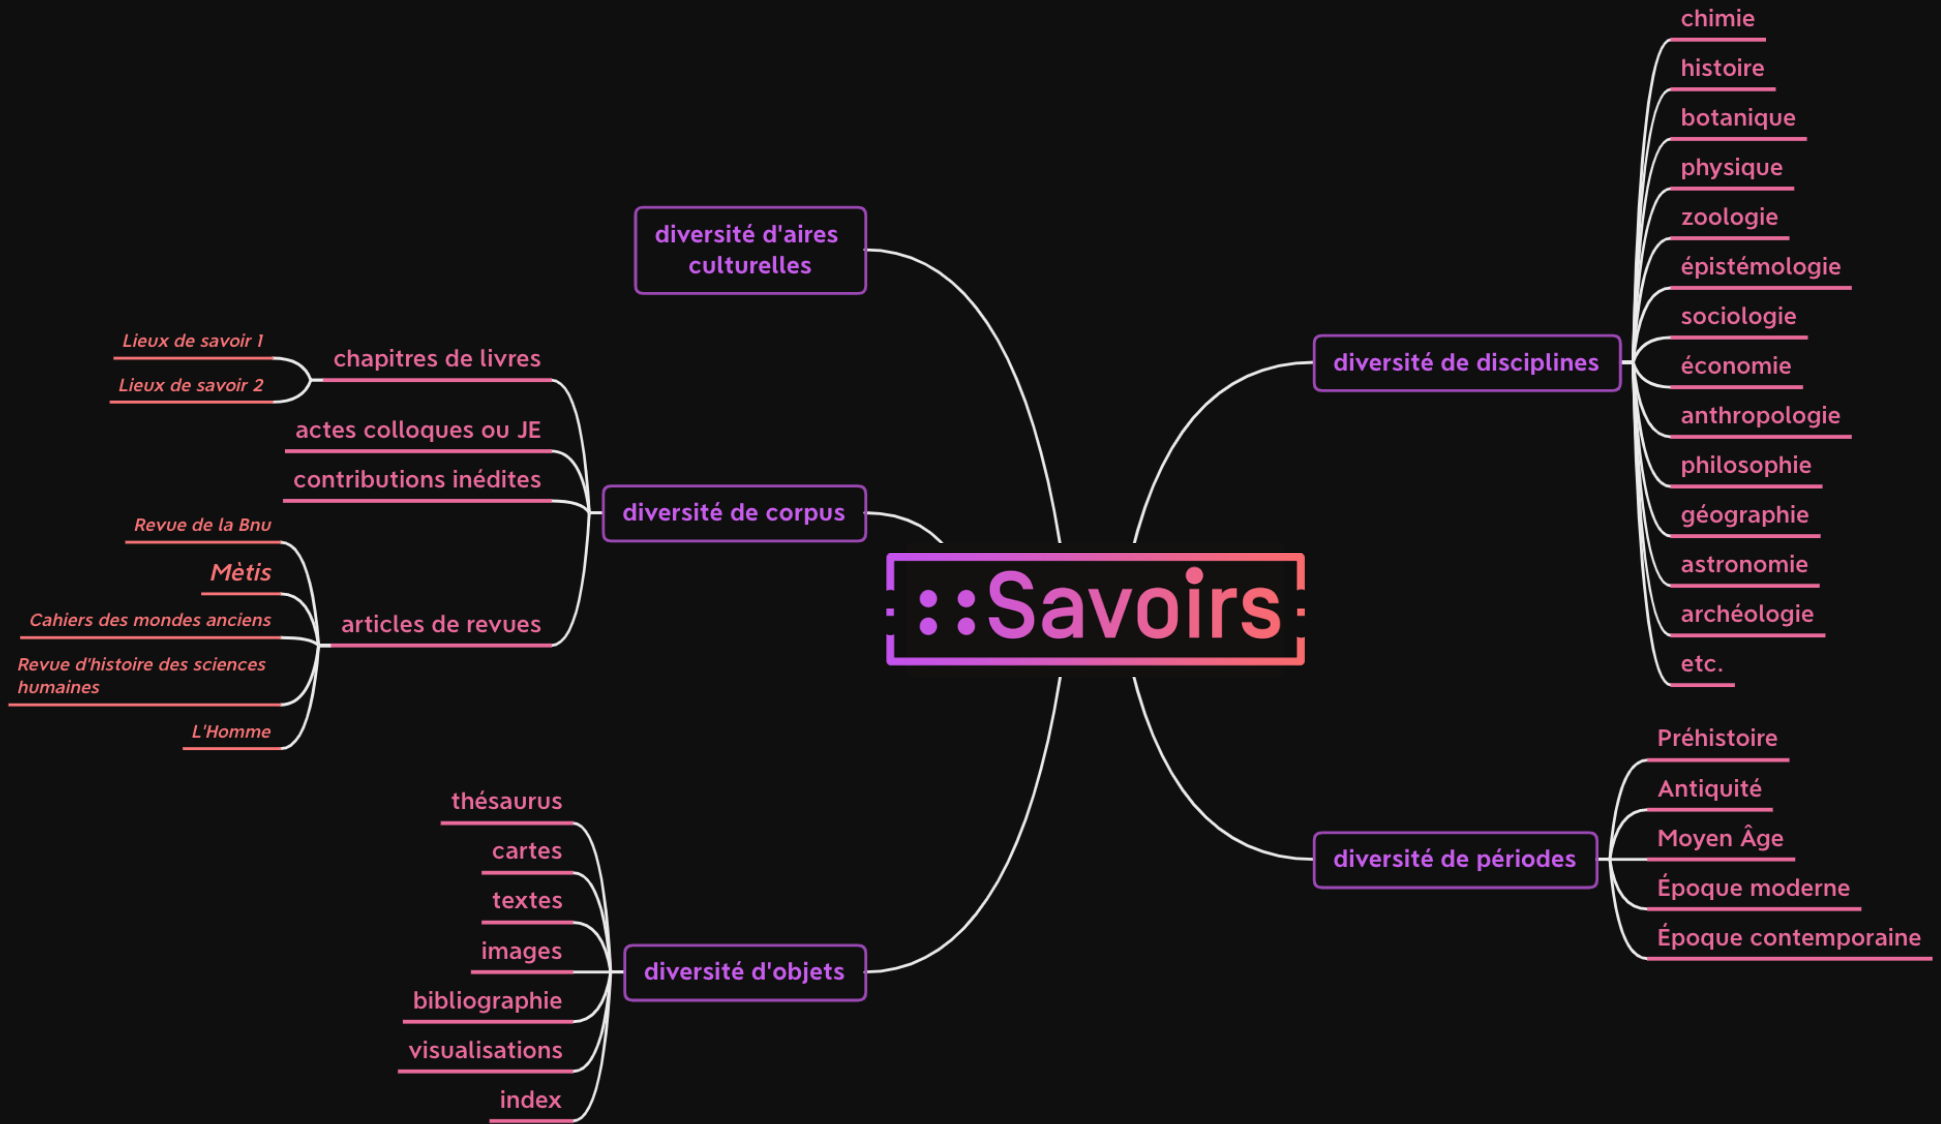 ::Savoirs
diversité d'aires
culturelles
diversité de corpus
chapitres de livres
Lieux de savoir 1
Lieux de savoir 2
actes colloques ou JE
contributions inédites
articles de revues
Revue de la Bnu
Mètis
Cahiers des mondes anciens
Revue d'histoire des sciences
humaines
L'Homme
diversité d'objets
thésaurus
cartes
textes
images
bibliographie
visualisations
index
diversité de disciplines
chimie
histoire
botanique
physique
zoologie
épistémologie
sociologie
économie
anthropologie
philosophie
géographie
astronomie
archéologie
etc.
diversité de périodes
Préhistoire
Antiquité
Moyen Âge
Époque moderne
Époque contemporaine